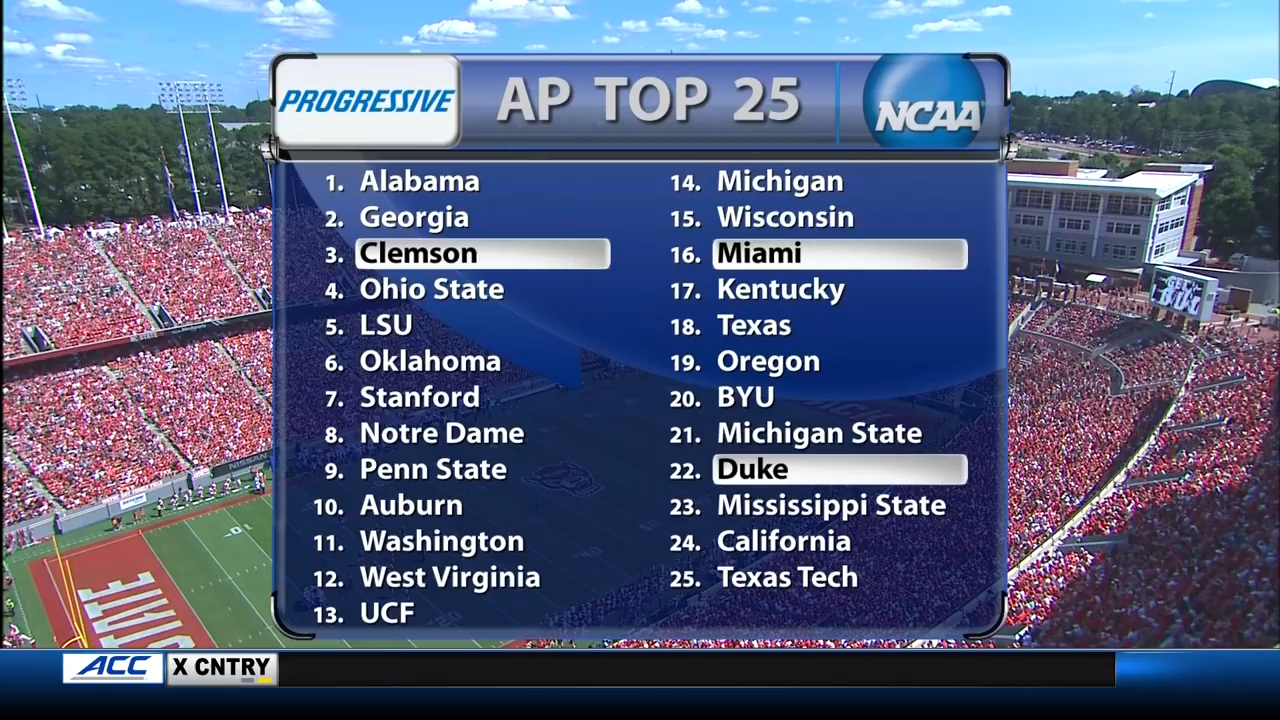 PROGRESSIVE
AP TOP 25
NCAA
1. Alabama
2. Georgia
3. Clemson
4. Ohio State
5. LSU
6. Oklahoma
7. Stanford
8. Notre Dame
9. Penn State
10. Auburn
11. Washington
12. West Virginia
13. UCF
14. Michigan
15. Wisconsin
16. Miami
17. Kentucky
18. Texas
19. Oregon
20. BYU
21. Michigan State
22. Duke
23. Mississippi State
24. California
25. Texas Tech
NISSAN
STATE
ACC
X CNTRY